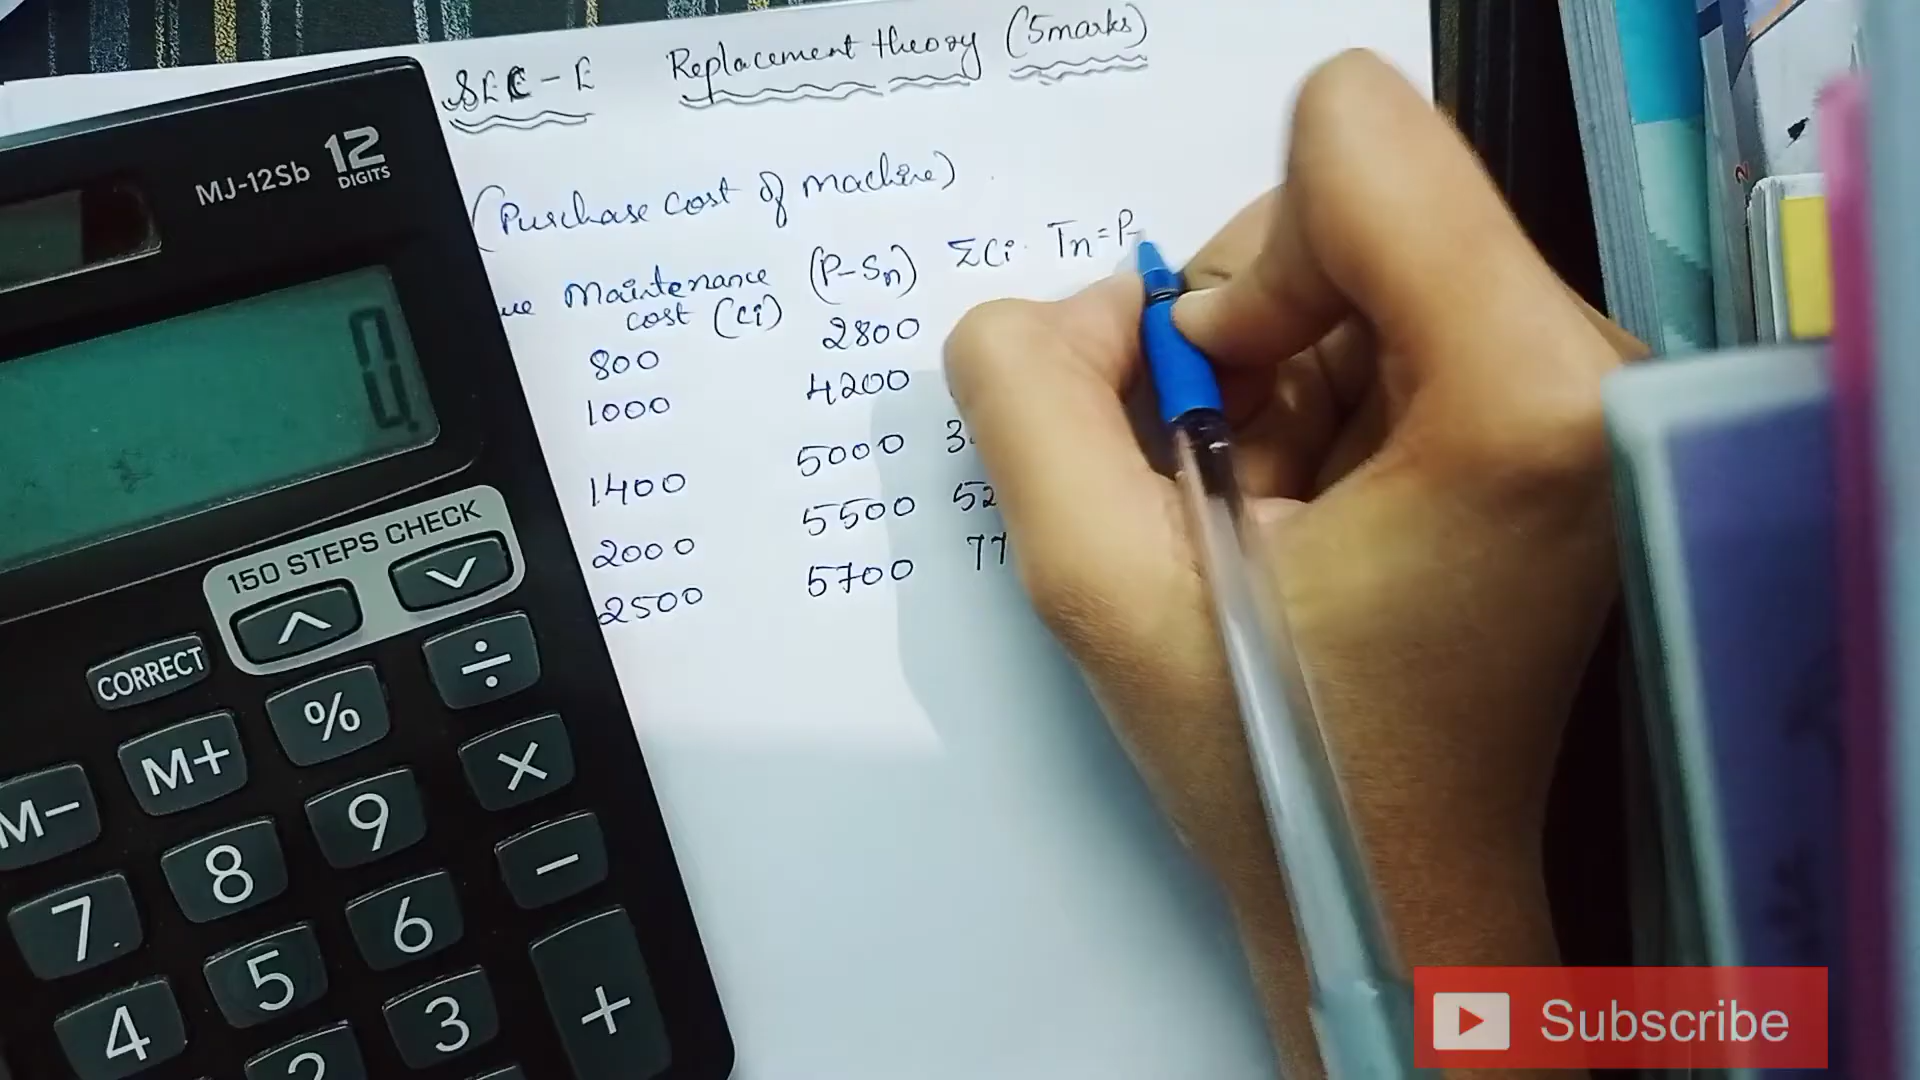 SEC-E Replacement theory (5marks)
(Purchase cost of machine)
Maintenance cost (Ci) (P-Sn) ΣCi Tn=P-
800 2800
1000 4200
1400 5000
2000 5500
2500 5700
MJ-12Sb 12 DIGITS
0.
150 STEPS CHECK
CORRECT
% ÷
M- M+ ×
7 8 9 −
4 5 6 +
2 3
Subscribe